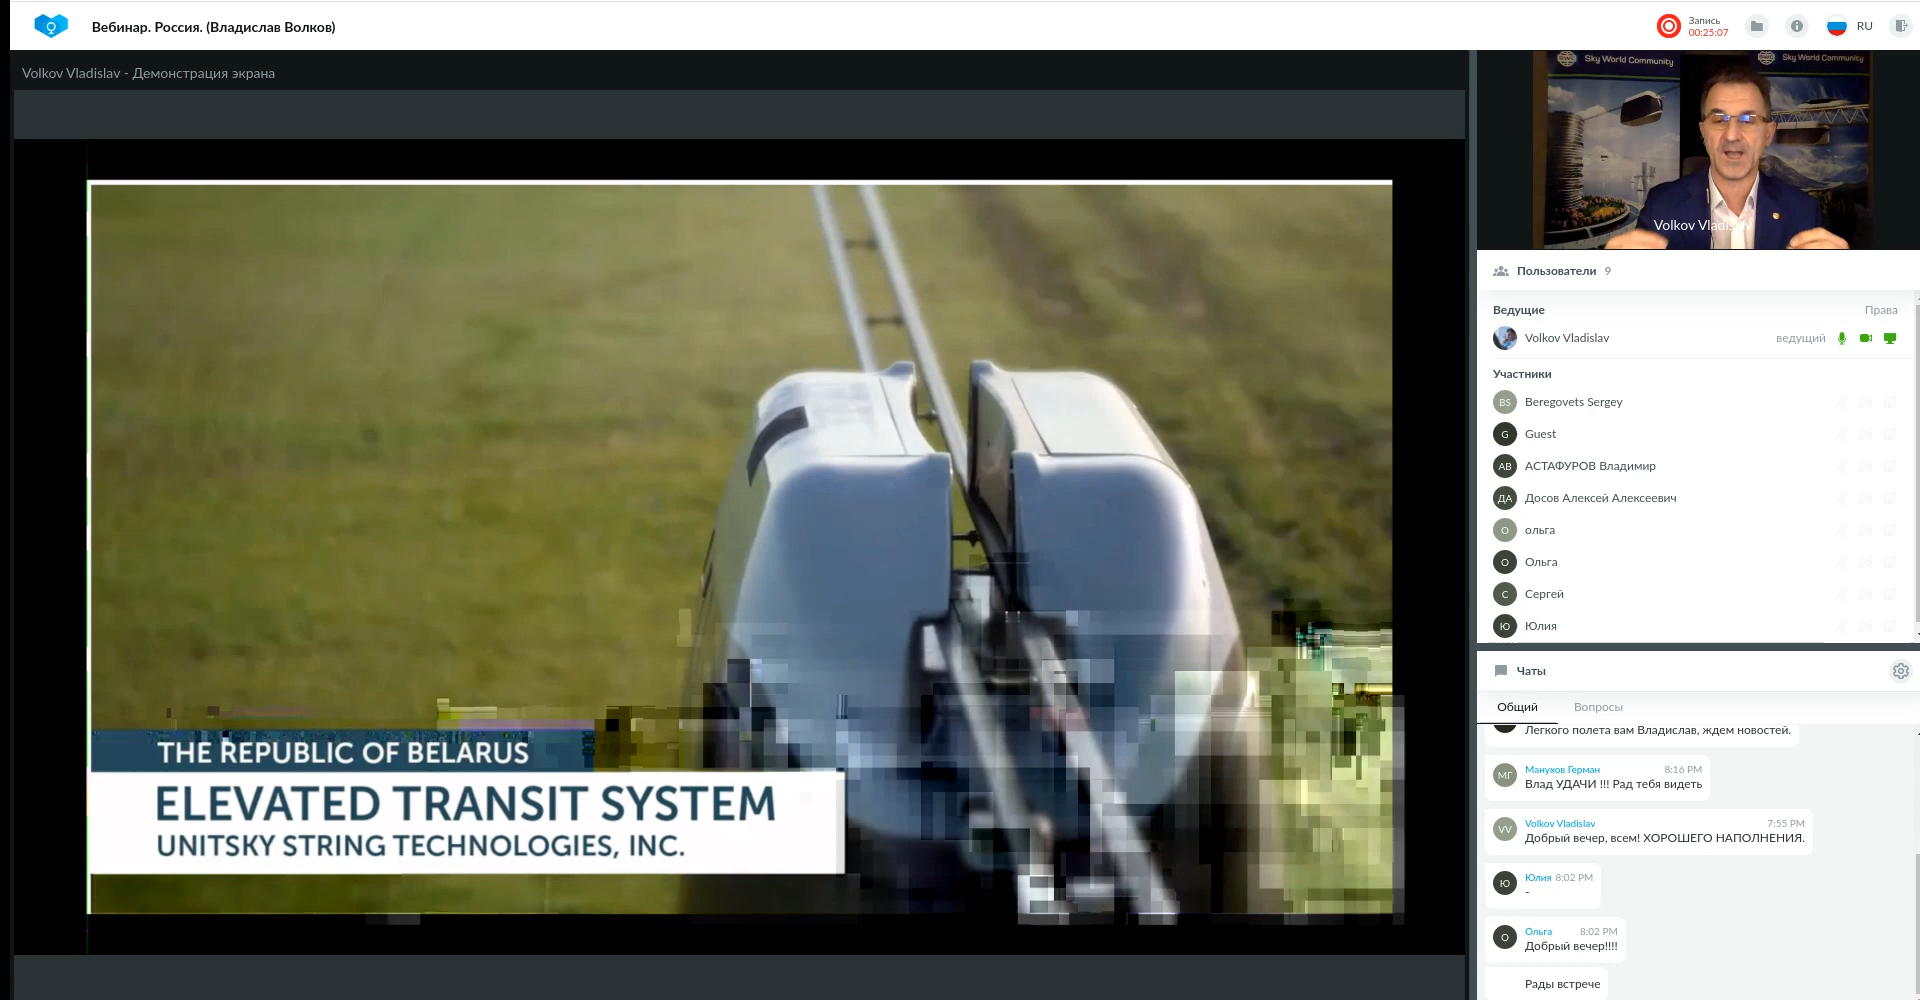 Вебинар. Россия. (Владислав Волков)
Запись
00:25:07
RU
Volkov Vladislav - Демонстрация экрана
THE REPUBLIC OF BELARUS
ELEVATED TRANSIT SYSTEM
UNITSKY STRING TECHNOLOGIES, INC.
Sky World Community
Sky World Community
Volkov Vladislav
Пользователи 9
Ведущие Права
Volkov Vladislav ведущий
Участники
BS Beregovets Sergey
G Guest
АВ АСТАФУРОВ Владимир
ДА Досов Алексей Алексеевич
О ольга
О Ольга
С Сергей
Ю Юлия
Чаты
Общий Вопросы
Легкого полета вам Владислав, ждем новостей.
МГ Манухов Герман 8:16 PM
Влад УДАЧИ !!! Рад тебя видеть
VV Volkov Vladislav 7:55 PM
Добрый вечер, всем! ХОРОШЕГО НАПОЛНЕНИЯ.
Ю Юлия 8:02 PM
-
О Ольга 8:02 PM
Добрый вечер!!!!
Рады встрече